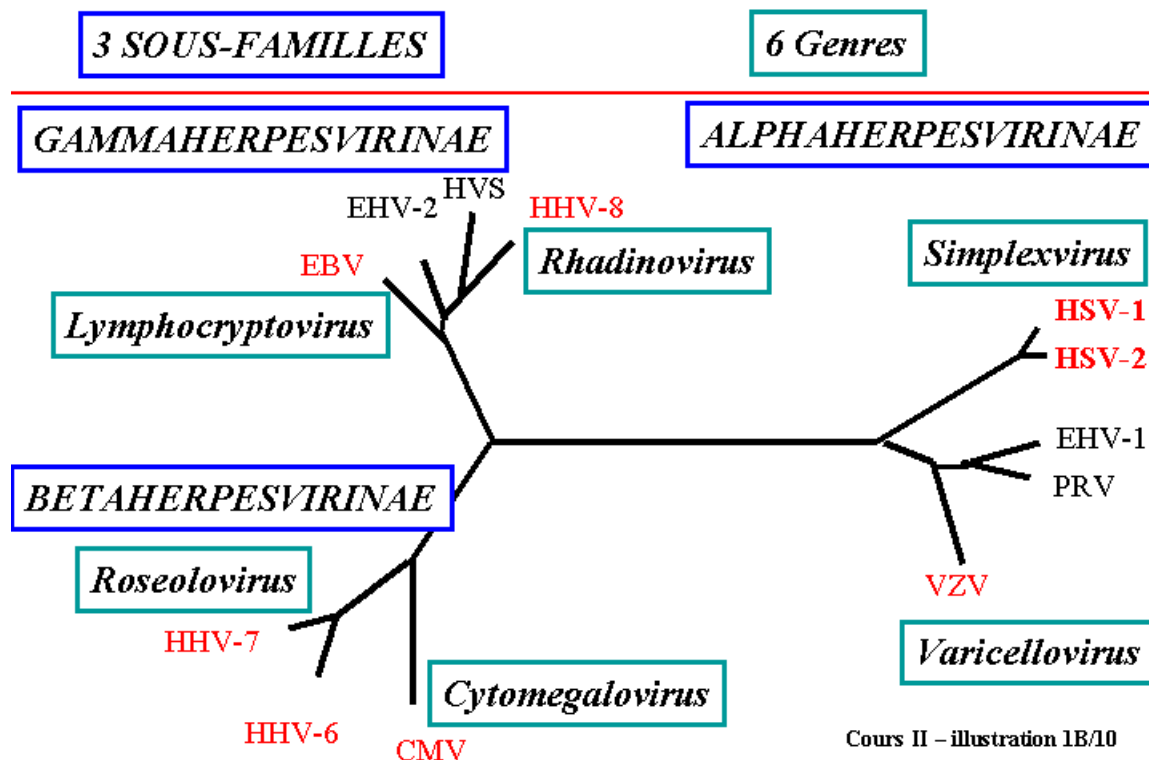 3 SOUS-FAMILLES
6 Genres
GAMMAHERPESVIRINAE
ALPHAHERPESVIRINAE
HVS
EHV-2
HHV-8
EBV
Rhadinovirus
Simplexvirus
Lymphocryptovirus
HSV-1
HSV-2
EHV-1
PRV
BETAHERPESVIRINAE
Roseolovirus
VZV
HHV-7
Varicellovirus
Cytomegalovirus
HHV-6
CMV
Cours II – illustration 1B/10